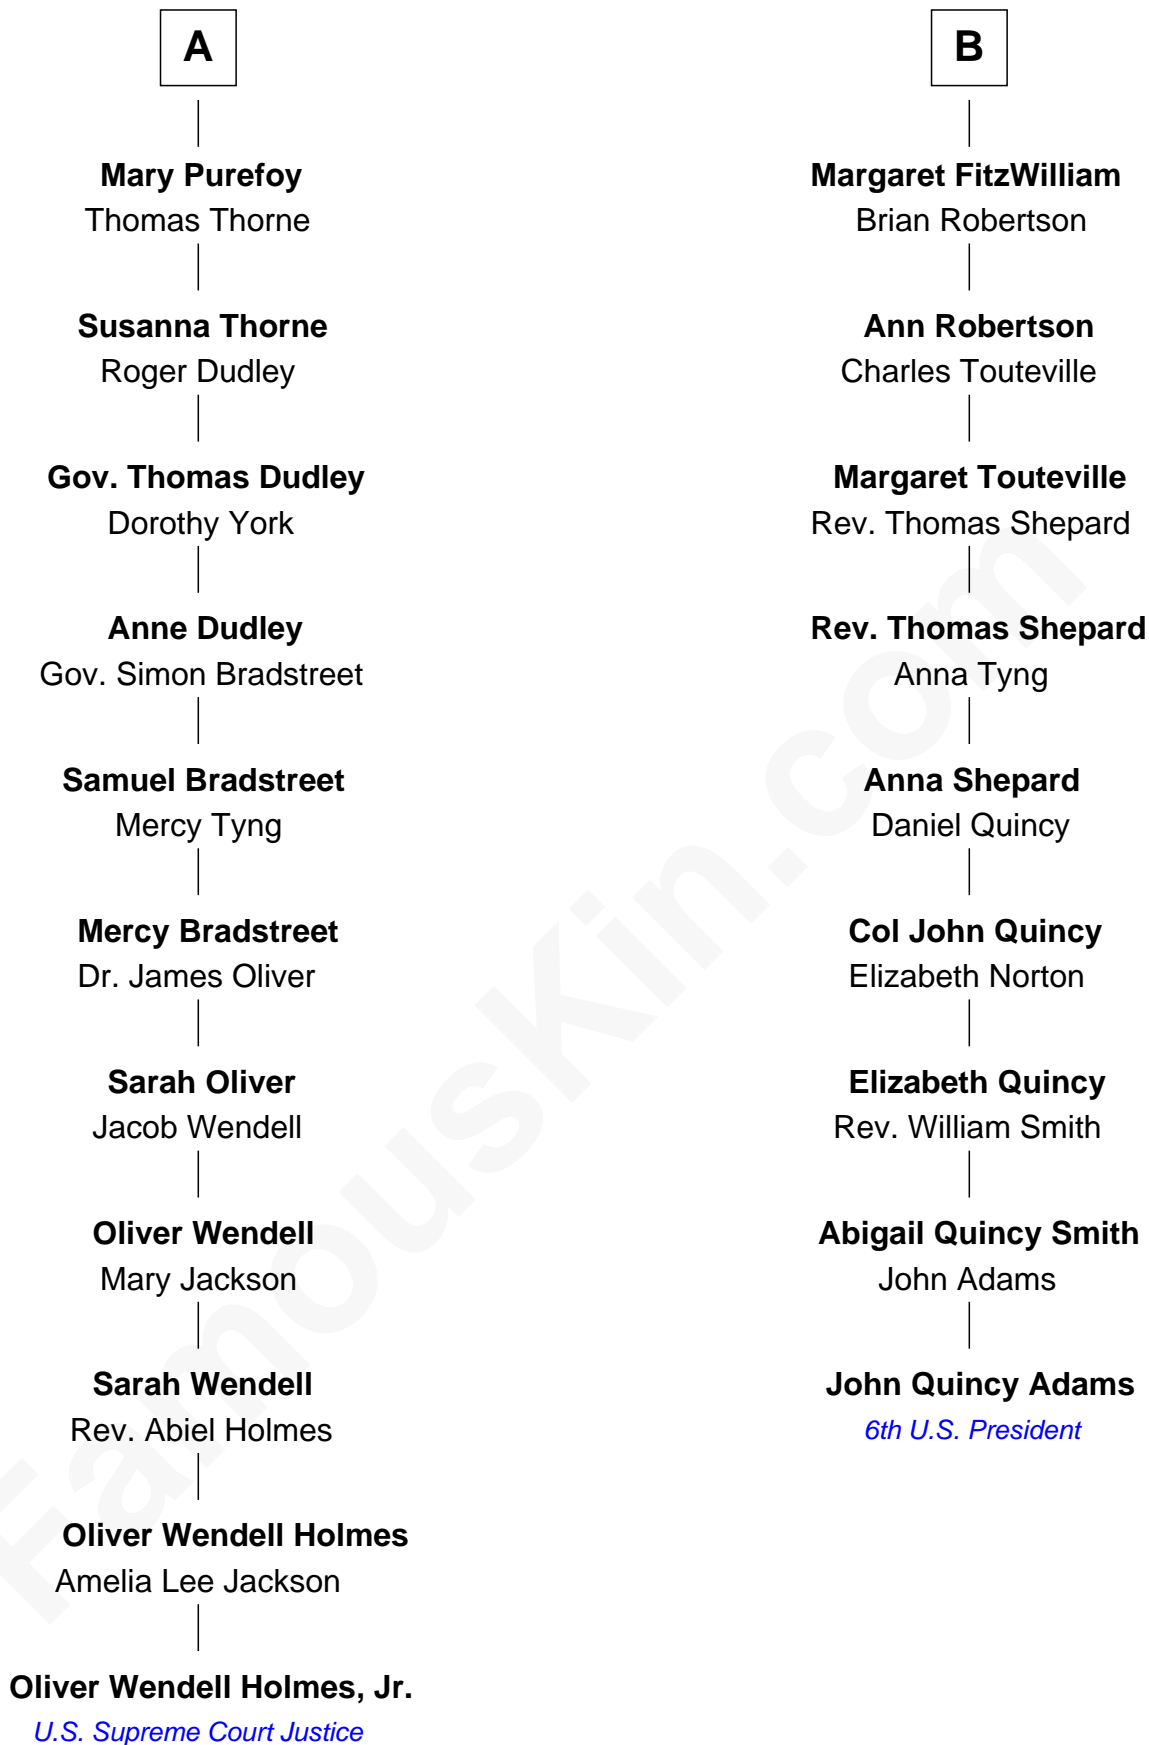 A
Mary Purefoy
Thomas Thorne
Susanna Thorne
Roger Dudley
Gov. Thomas Dudley
Dorothy York
Anne Dudley
Gov. Simon Bradstreet
Samuel Bradstreet
Mercy Tyng
Mercy Bradstreet
Dr. James Oliver
Sarah Oliver
Jacob Wendell
Oliver Wendell
Mary Jackson
Sarah Wendell
Rev. Abiel Holmes
Oliver Wendell Holmes
Amelia Lee Jackson
Oliver Wendell Holmes, Jr.
U.S. Supreme Court Justice
B
Margaret FitzWilliam
Brian Robertson
Ann Robertson
Charles Touteville
Margaret Touteville
Rev. Thomas Shepard
Rev. Thomas Shepard
Anna Tyng
Anna Shepard
Daniel Quincy
Col John Quincy
Elizabeth Norton
Elizabeth Quincy
Rev. William Smith
Abigail Quincy Smith
John Adams
John Quincy Adams
6th U.S. President
FamousKin.com